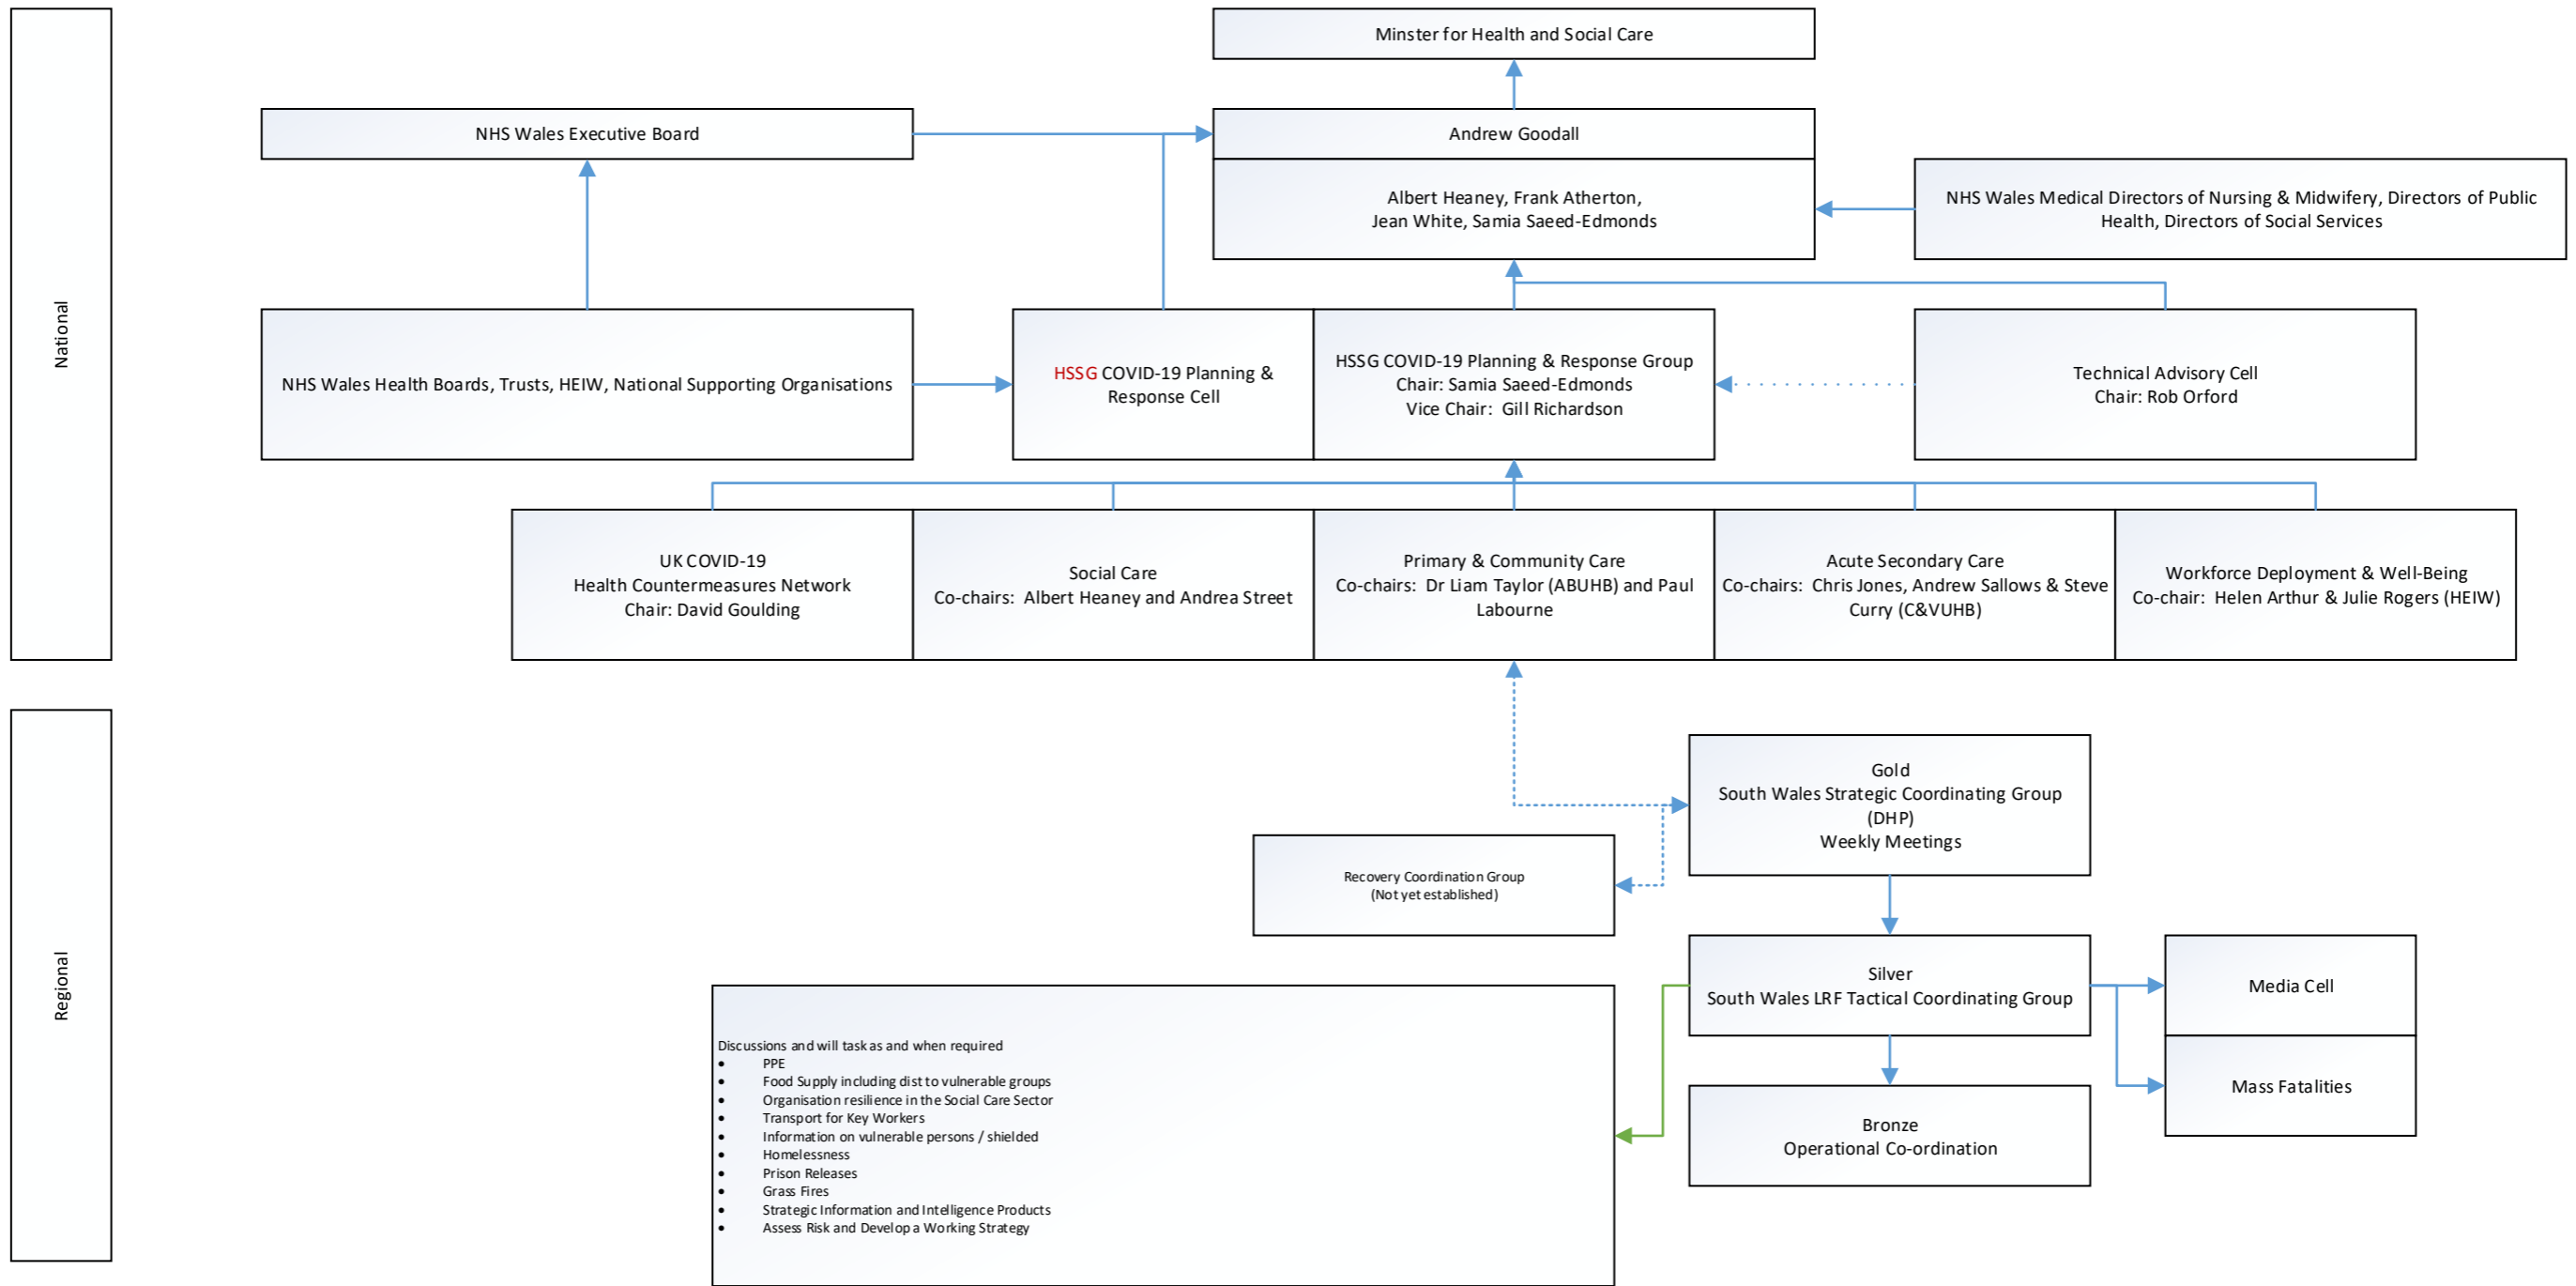 National
Minster for Health and Social Care
NHS Wales Executive Board
Andrew Goodall
Albert Heaney, Frank Atherton,
Jean White, Samia Saeed-Edmonds
NHS Wales Medical Directors of Nursing & Midwifery, Directors of Public
Health, Directors of Social Services
NHS Wales Health Boards, Trusts, HEIW, National Supporting Organisations
HSSG COVID-19 Planning &
Response Cell
HSSG COVID-19 Planning & Response Group
Chair: Samia Saeed-Edmonds
Vice Chair: Gill Richardson
Technical Advisory Cell
Chair: Rob Orford
UK COVID-19
Health Countermeasures Network
Chair: David Goulding
Social Care
Co-chairs: Albert Heaney and Andrea Street
Primary & Community Care
Co-chairs: Dr Liam Taylor (ABUHB) and Paul
Labourne
Acute Secondary Care
Co-chairs: Chris Jones, Andrew Sallows & Steve
Curry (C&VUHB)
Workforce Deployment & Well-Being
Co-chair: Helen Arthur & Julie Rogers (HEIW)
Regional
Gold
South Wales Strategic Coordinating Group
(DHP)
Weekly Meetings
Recovery Coordination Group
(Not yet established)
Silver
South Wales LRF Tactical Coordinating Group
Media Cell
Mass Fatalities
Bronze
Operational Co-ordination
Discussions and will task as and when required
• PPE
• Food Supply including dist to vulnerable groups
• Organisation resilience in the Social Care Sector
• Transport for Key Workers
• Information on vulnerable persons / shielded
• Homelessness
• Prison Releases
• Grass Fires
• Strategic Information and Intelligence Products
• Assess Risk and Develop a Working Strategy